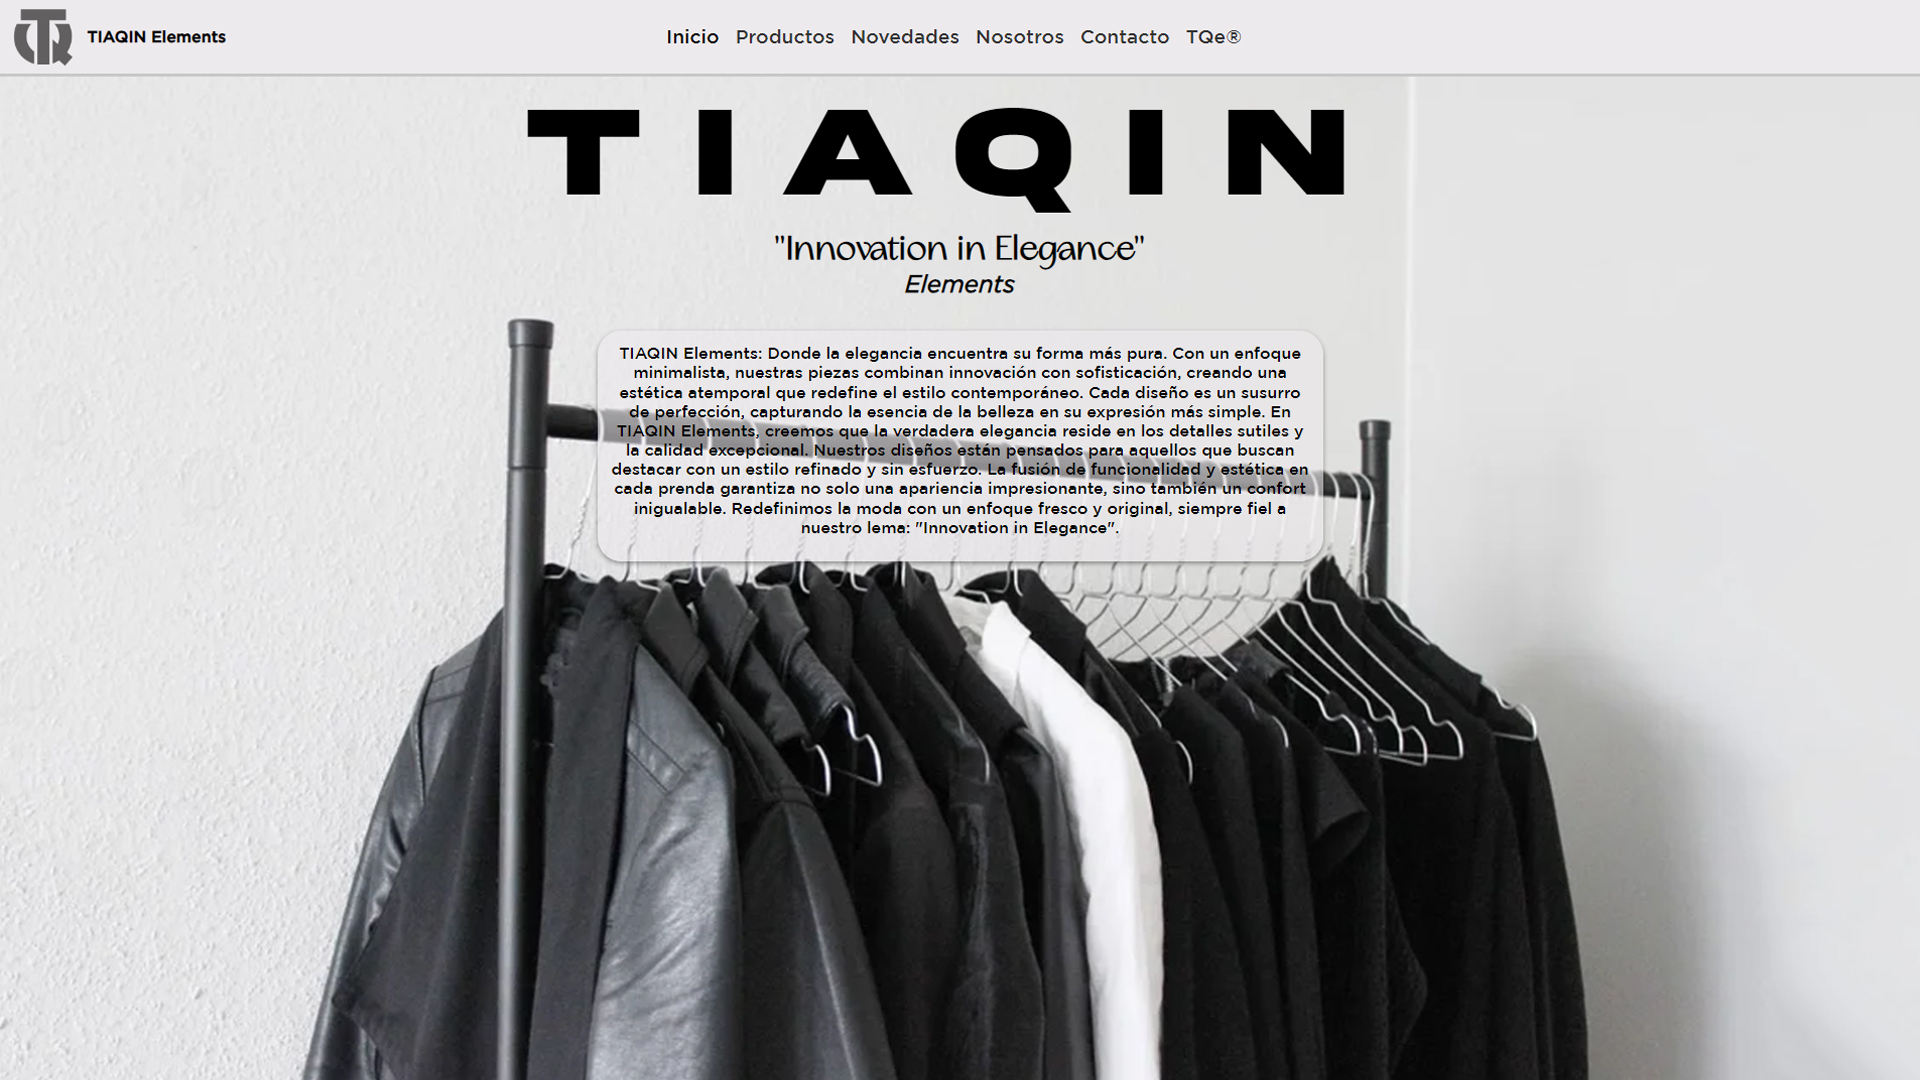 TQ
TIAQIN Elements
Inicio Productos Novedades Nosotros Contacto TQe®
TIAQIN
"Innovation in Elegance"
Elements
TIAQIN Elements: Donde la elegancia encuentra su forma más pura. Con un enfoque
minimalista, nuestras piezas combinan innovación con sofisticación, creando una
estética atemporal que redefine el estilo contemporáneo. Cada diseño es un susurro
de perfección, capturando la esencia de la belleza en su expresión más simple. En
TIAQIN Elements, creemos que la verdadera elegancia reside en los detalles sutiles y
la calidad excepcional. Nuestros diseños están pensados para aquellos que buscan
destacar con un estilo refinado y sin esfuerzo. La fusión de funcionalidad y estética en
cada prenda garantiza no solo una apariencia impresionante, sino también un confort
inigualable. Redefinimos la moda con un enfoque fresco y original, siempre fiel a
nuestro lema: "Innovation in Elegance".